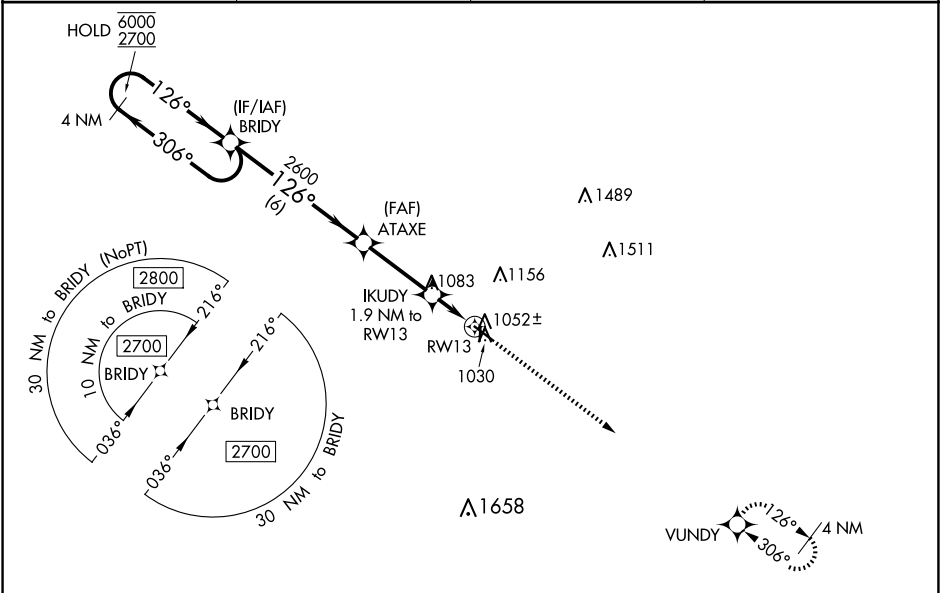 HOLD 6000
2700
126°
4 NM
306°
(IF/IAF)
BRIDY
2600
126°
(6)
(FAF)
ATAXE
1489
1511
1083
1156
IKUDY
1.9 NM to
RW13
1052±
RW13
1030
30 NM to BRIDY (NoPT)
2800
216°
10 NM to BRIDY
2700
BRIDY
036°
216°
BRIDY
2700
036°
30 NM to BRIDY
1658
VUNDY
126°
4 NM
306°